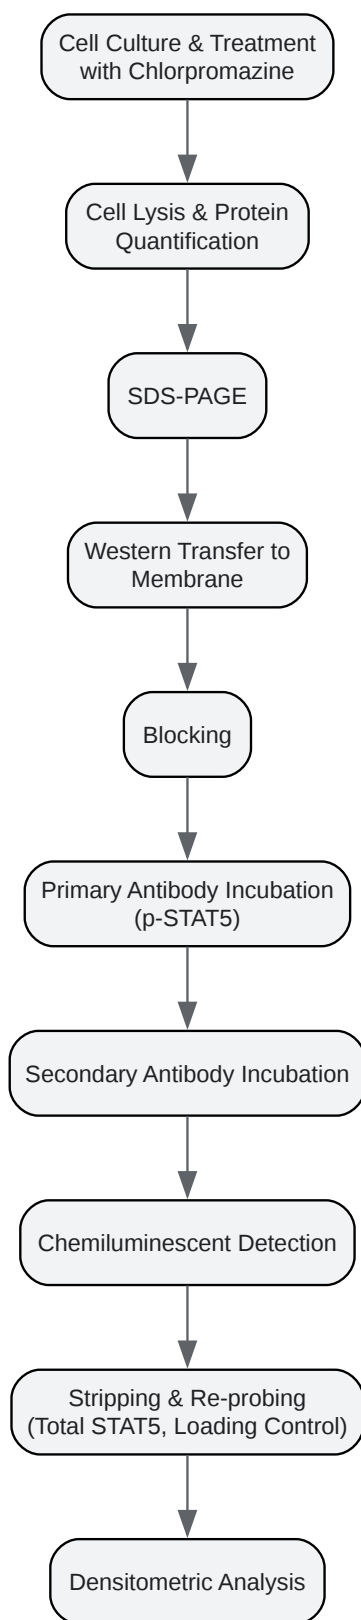 Cell Culture & Treatment
with Chlorpromazine
Cell Lysis & Protein
Quantification
SDS-PAGE
Western Transfer to
Membrane
Blocking
Primary Antibody Incubation
(p-STAT5)
Secondary Antibody Incubation
Chemiluminescent Detection
Stripping & Re-probing
(Total STAT5, Loading Control)
Densitometric Analysis